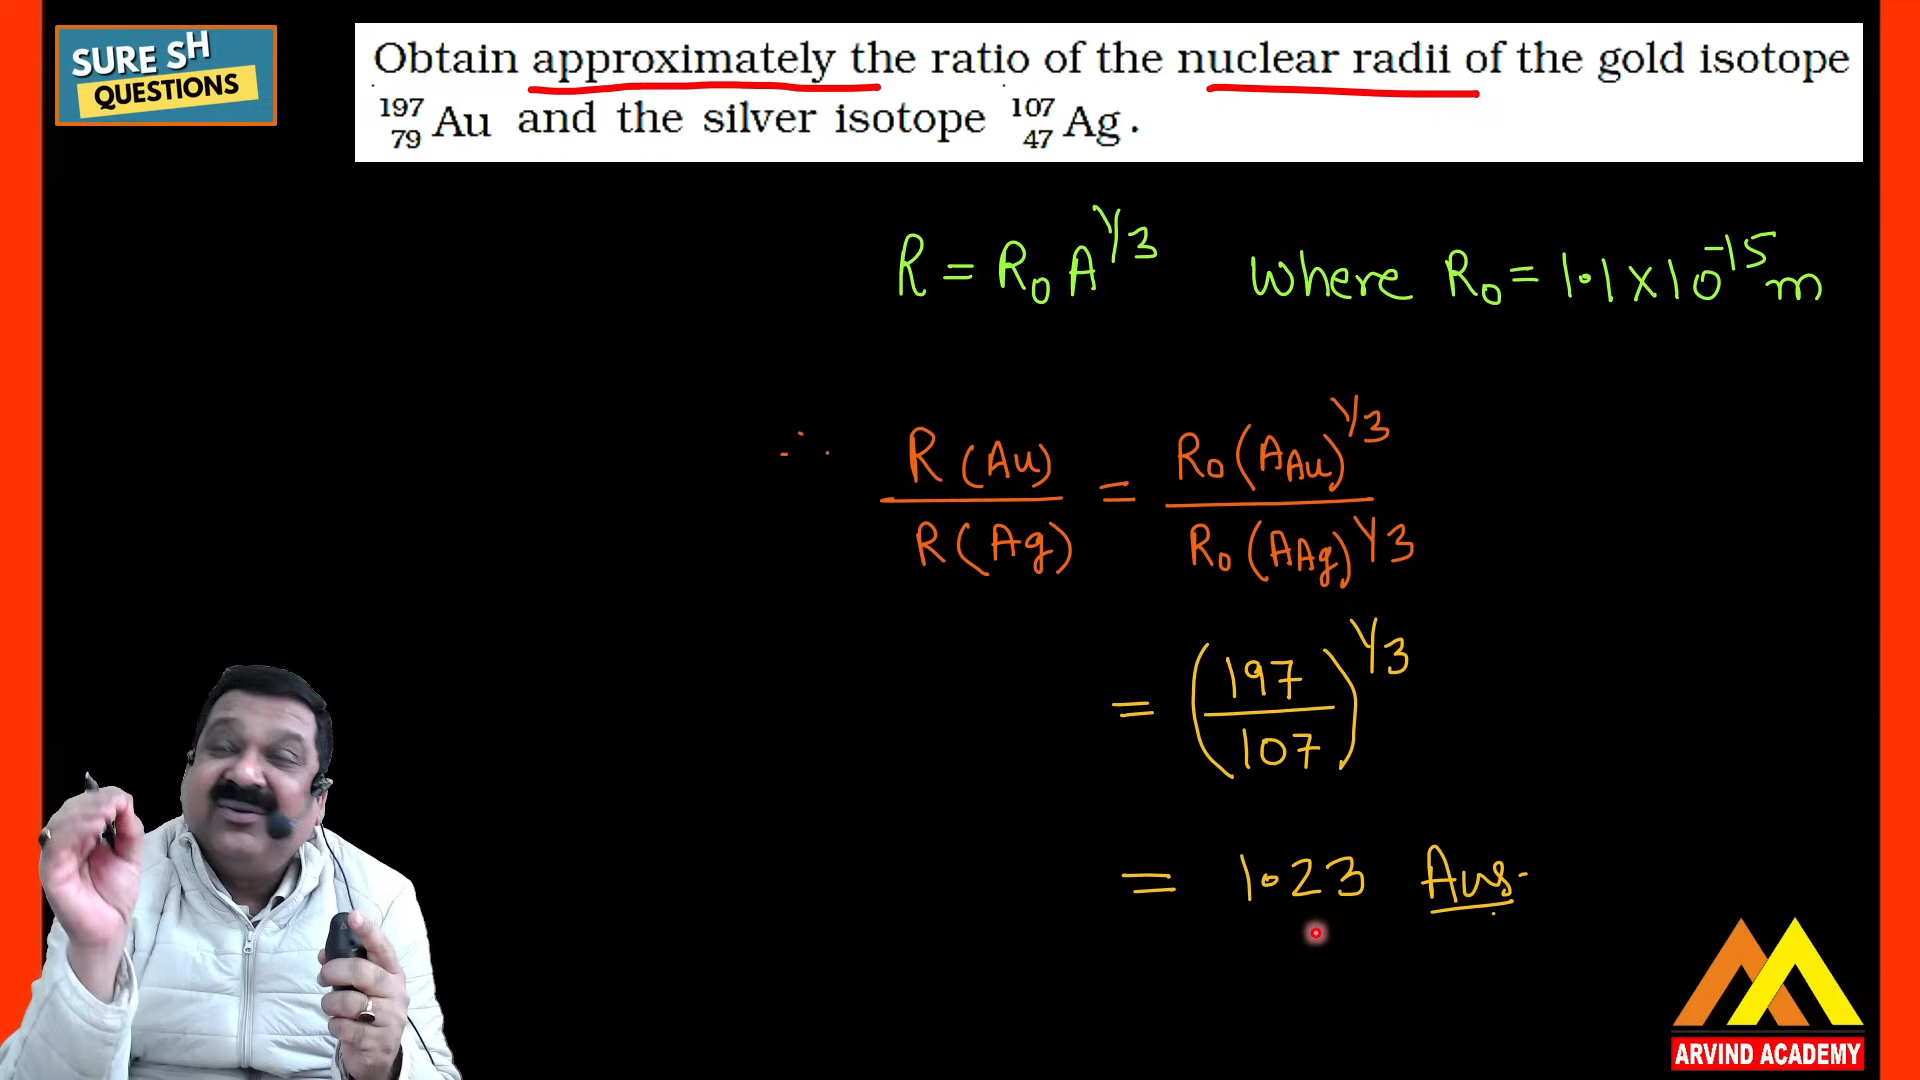 SURE SH
QUESTIONS
Obtain approximately the ratio of the nuclear radii of the gold isotope
¹⁹⁷₇₉Au and the silver isotope ¹⁰⁷₄₇Ag.
R = R₀ A^1/3 where R₀ = 1.1 × 10⁻¹⁵ m
∴ R (Au) / R (Ag) = R₀ (A_Au)^1/3 / R₀ (A_Ag)^1/3
= (197/107)^1/3
= 1.23 Ans.
ARVIND ACADEMY